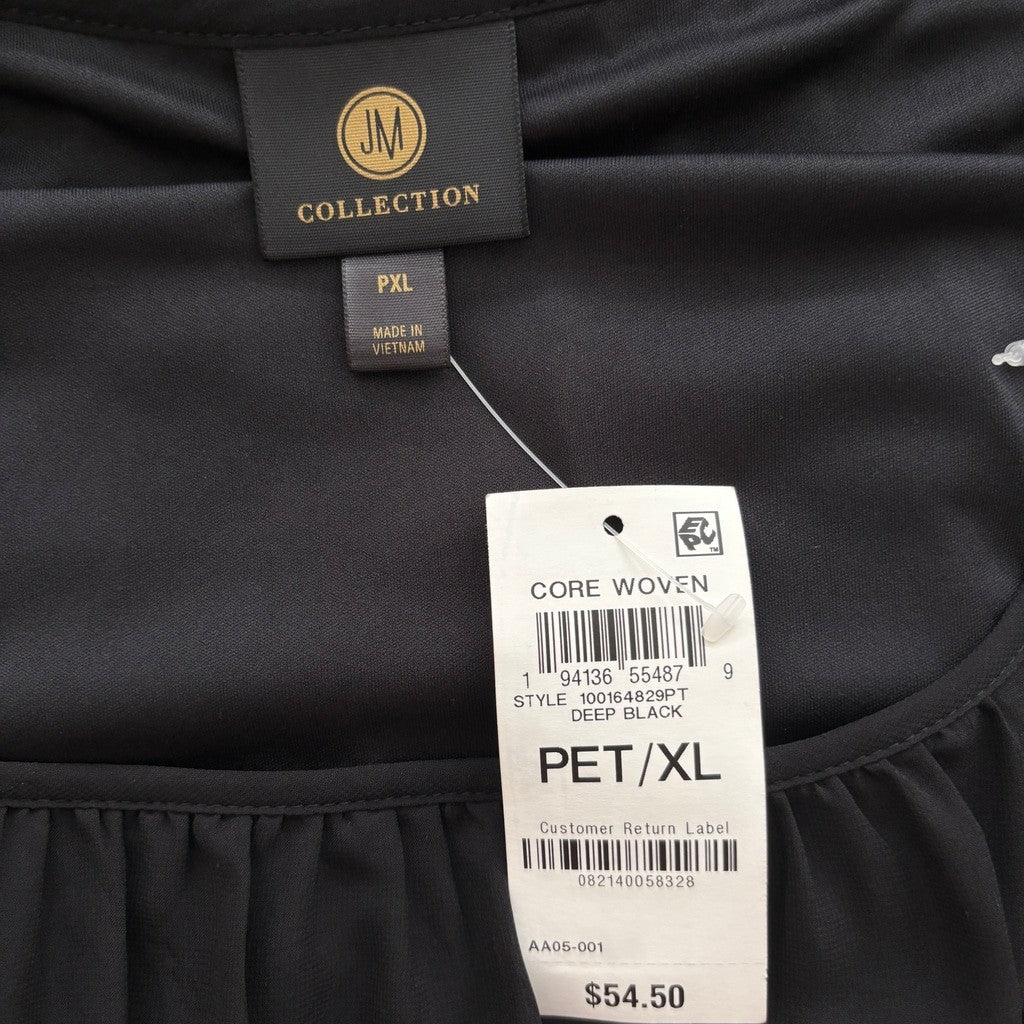 JM
COLLECTION
PXL
MADE IN
VIETNAM
EPC™
CORE WOVEN
1 94136 55487 9
STYLE 100164829PT
DEEP BLACK
PET/XL
Customer Return Label
082140058328
AA05-001
$54.50